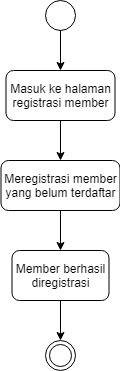 Masuk ke halaman
registrasi member
Meregistrasi member
yang belum terdaftar
Member berhasil
diregistrasi